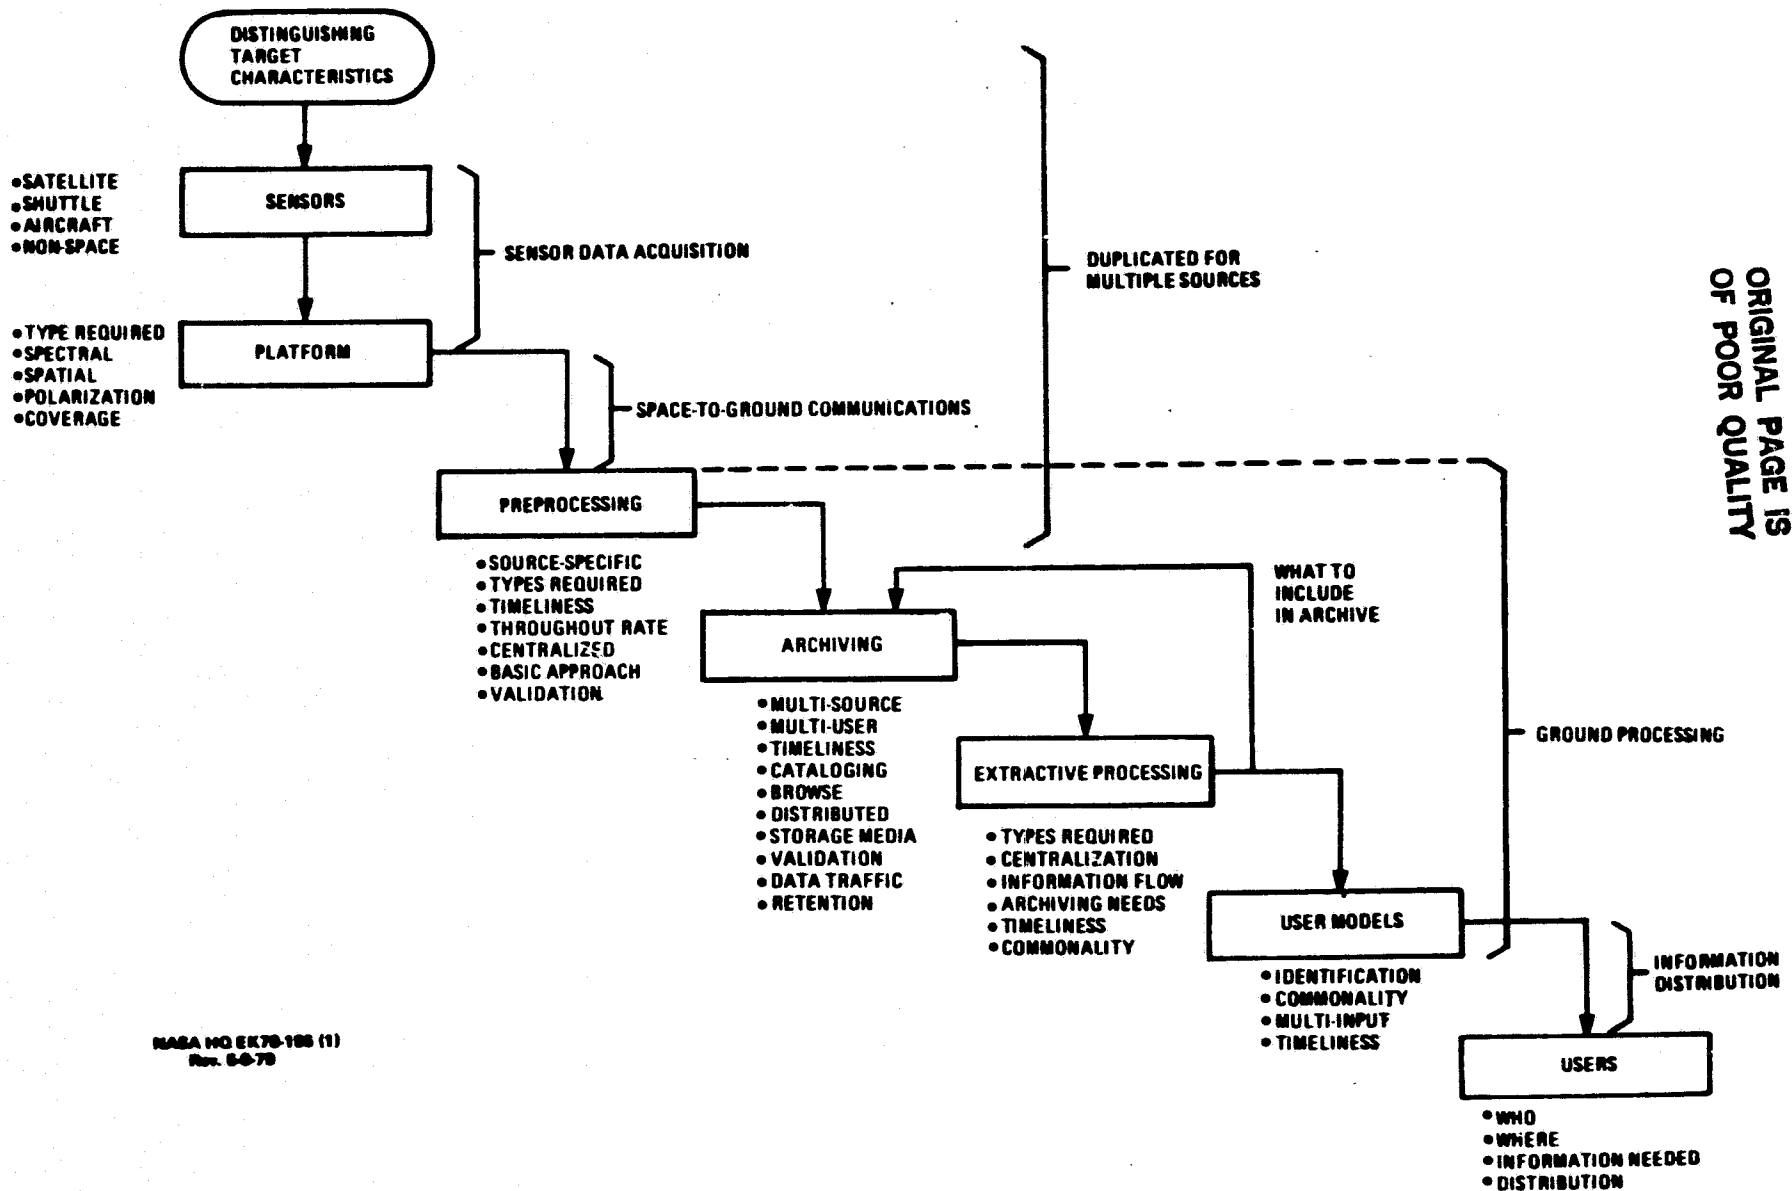 DISTINGUISHING
TARGET
CHARACTERISTICS
SENSORS
•SATELLITE
•SHUTTLE
•AIRCRAFT
•NON-SPACE
SENSOR DATA ACQUISITION
DUPLICATED FOR
MULTIPLE SOURCES
PLATFORM
•TYPE REQUIRED
•SPECTRAL
•SPATIAL
•POLARIZATION
•COVERAGE
SPACE-TO-GROUND COMMUNICATIONS
ORIGINAL PAGE IS
OF POOR QUALITY
PREPROCESSING
•SOURCE-SPECIFIC
•TYPES REQUIRED
•TIMELINESS
•THROUGHOUT RATE
•CENTRALIZED
•BASIC APPROACH
•VALIDATION
WHAT TO
INCLUDE
IN ARCHIVE
ARCHIVING
•MULTI-SOURCE
•MULTI-USER
•TIMELINESS
•CATALOGING
•BROWSE
•DISTRIBUTED
•STORAGE MEDIA
•VALIDATION
•DATA TRAFFIC
•RETENTION
GROUND PROCESSING
EXTRACTIVE PROCESSING
•TYPES REQUIRED
•CENTRALIZATION
•INFORMATION FLOW
•ARCHIVING NEEDS
•TIMELINESS
•COMMONALITY
USER MODELS
•IDENTIFICATION
•COMMONALITY
•MULTI-INPUT
•TIMELINESS
INFORMATION
DISTRIBUTION
USERS
•WHO
•WHERE
•INFORMATION NEEDED
•DISTRIBUTION
NASA HQ (1)
Rev.